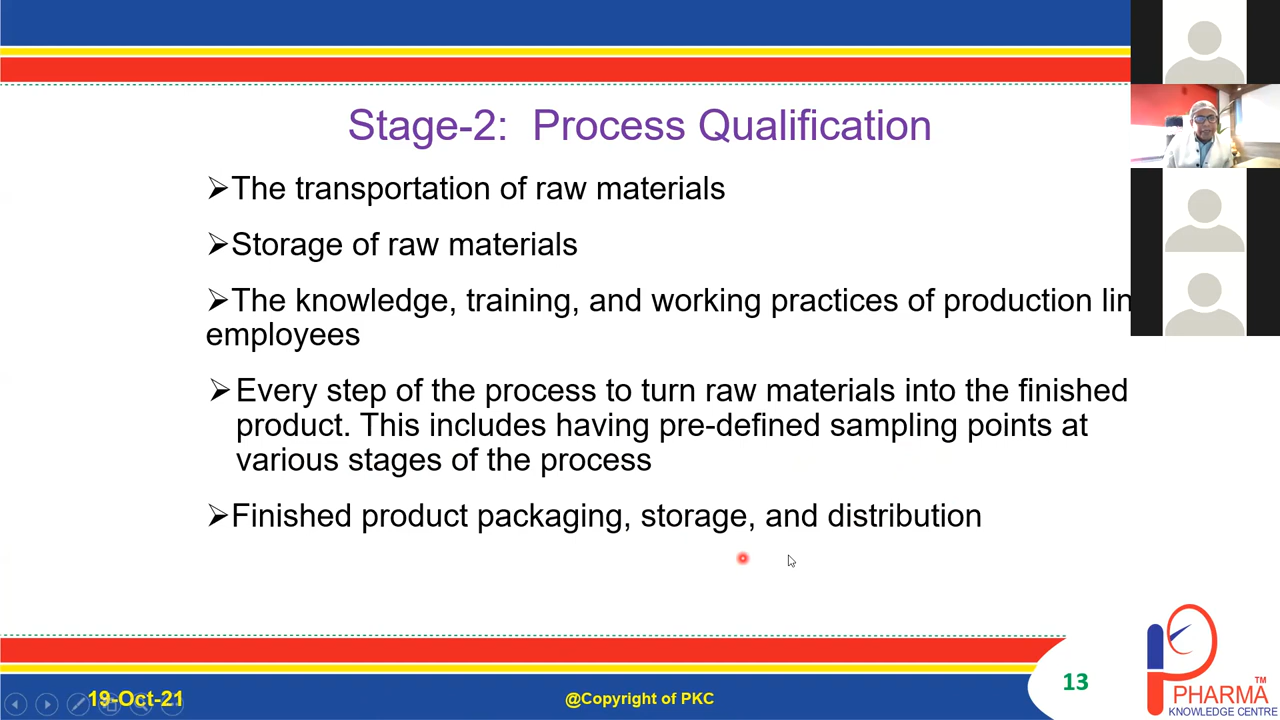 Stage-2: Process Qualification
➢The transportation of raw materials
➢Storage of raw materials
➢The knowledge, training, and working practices of production lin
employees
➢Every step of the process to turn raw materials into the finished
product. This includes having pre-defined sampling points at
various stages of the process
➢Finished product packaging, storage, and distribution
19-Oct-21
@Copyright of PKC
13
PHARMA TM
KNOWLEDGE CENTRE